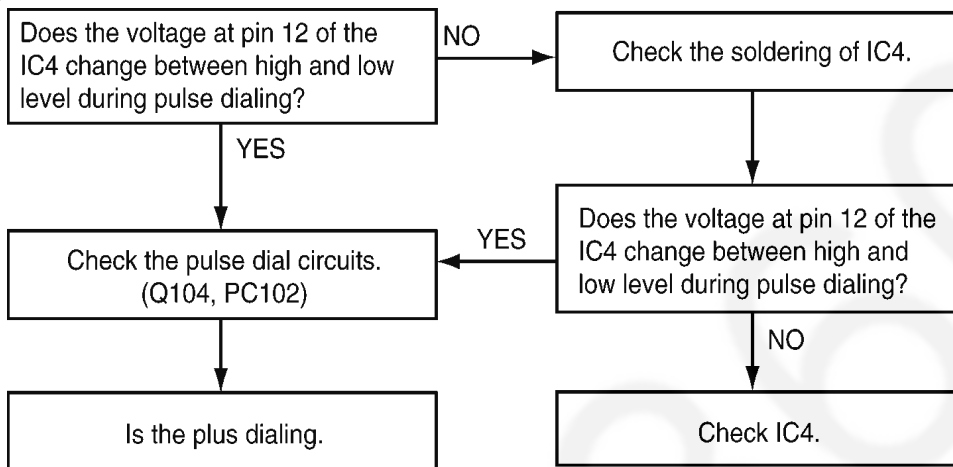 Does the voltage at pin 12 of the
IC4 change between high and low
level during pulse dialing?
NO
Check the soldering of IC4.
YES
Does the voltage at pin 12 of the
IC4 change between high and
low level during pulse dialing?
YES
Check the pulse dial circuits.
(Q104, PC102)
NO
Is the plus dialing.
Check IC4.